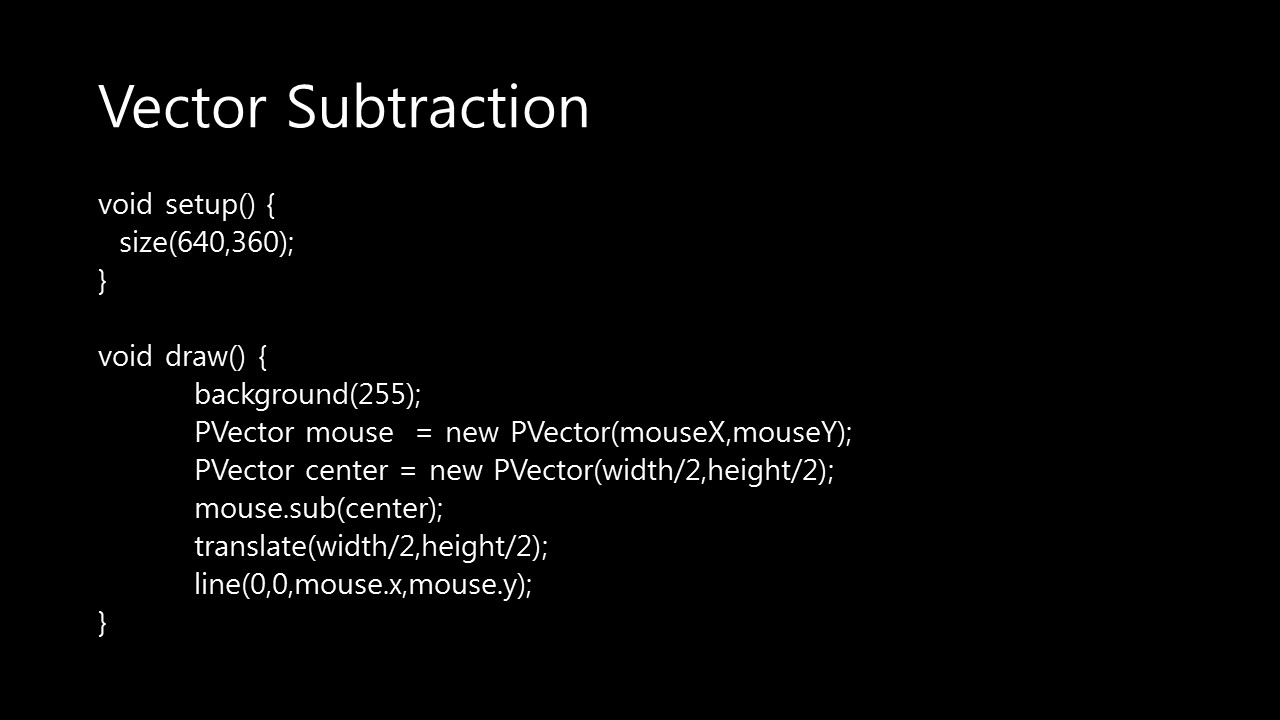 Vector Subtraction
void setup() {
  size(640,360);
}
void draw() {
        background(255);
        PVector mouse  = new PVector(mouseX,mouseY);
        PVector center = new PVector(width/2,height/2);
        mouse.sub(center);
        translate(width/2,height/2);
        line(0,0,mouse.x,mouse.y);
}